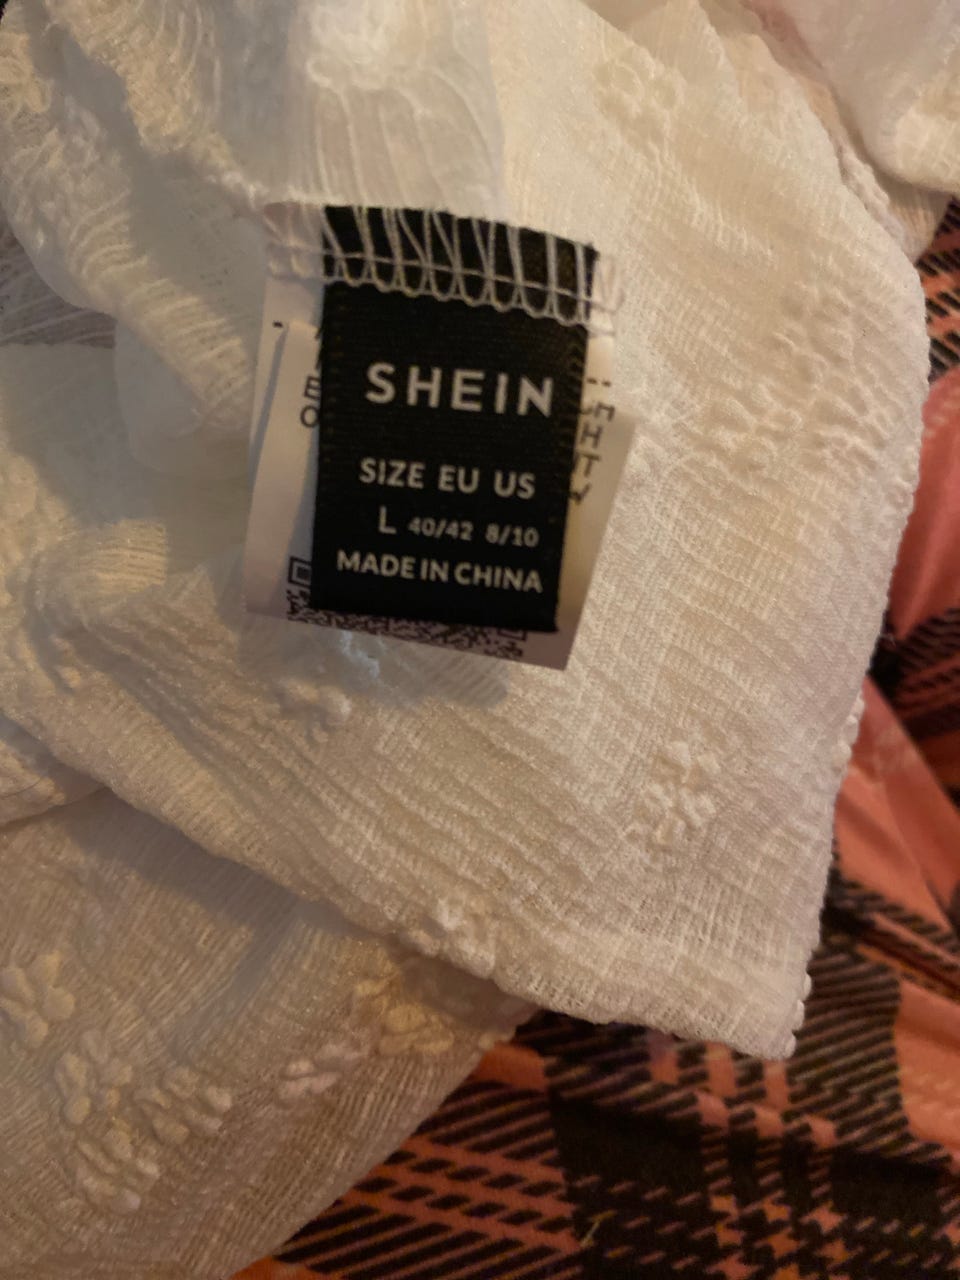 SHEIN
SIZE EU US
L 40/42 8/10
MADE IN CHINA